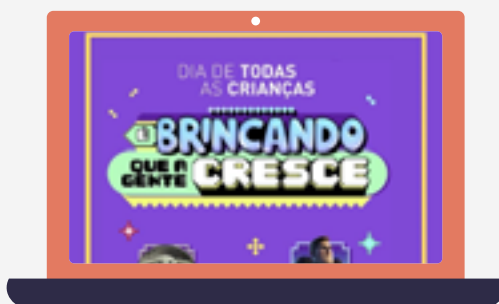 DIA DE TODAS
AS CRIANÇAS
É BRINCANDO
QUE A
GENTE CRESCE